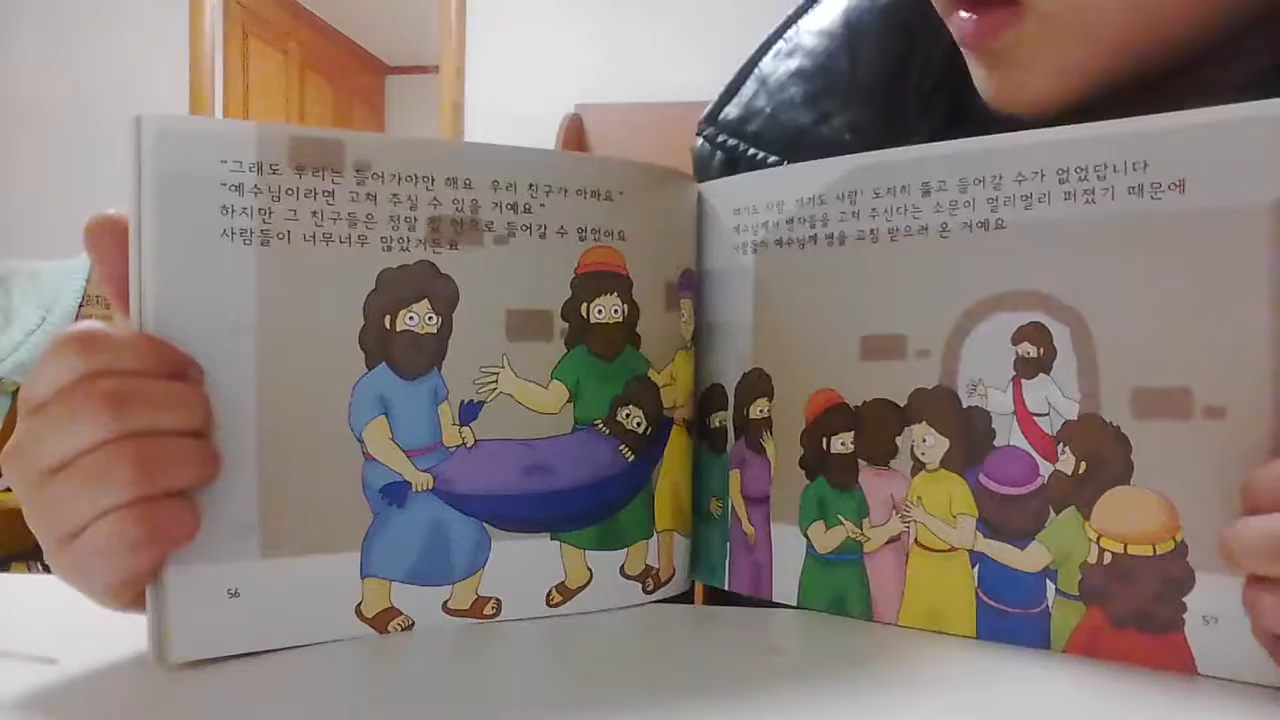 "그래도 우리는 들어가야만 해요 우리 친구가 아파요"
"예수님이라면 고쳐 주실 수 있을 거예요"
하지만 그 친구들은 정말 집 안으로 들어갈 수 없었어요
사람들이 너무너무 많았거든요
56
여기도 사람 저기도 사람! 도저히 뚫고 들어갈 수가 없었답니다
예수님께서 병자들을 고쳐 주신다는 소문이 멀리멀리 퍼졌기 때문에
사람들이 예수님께 병을 고침 받으러 온 거예요
57